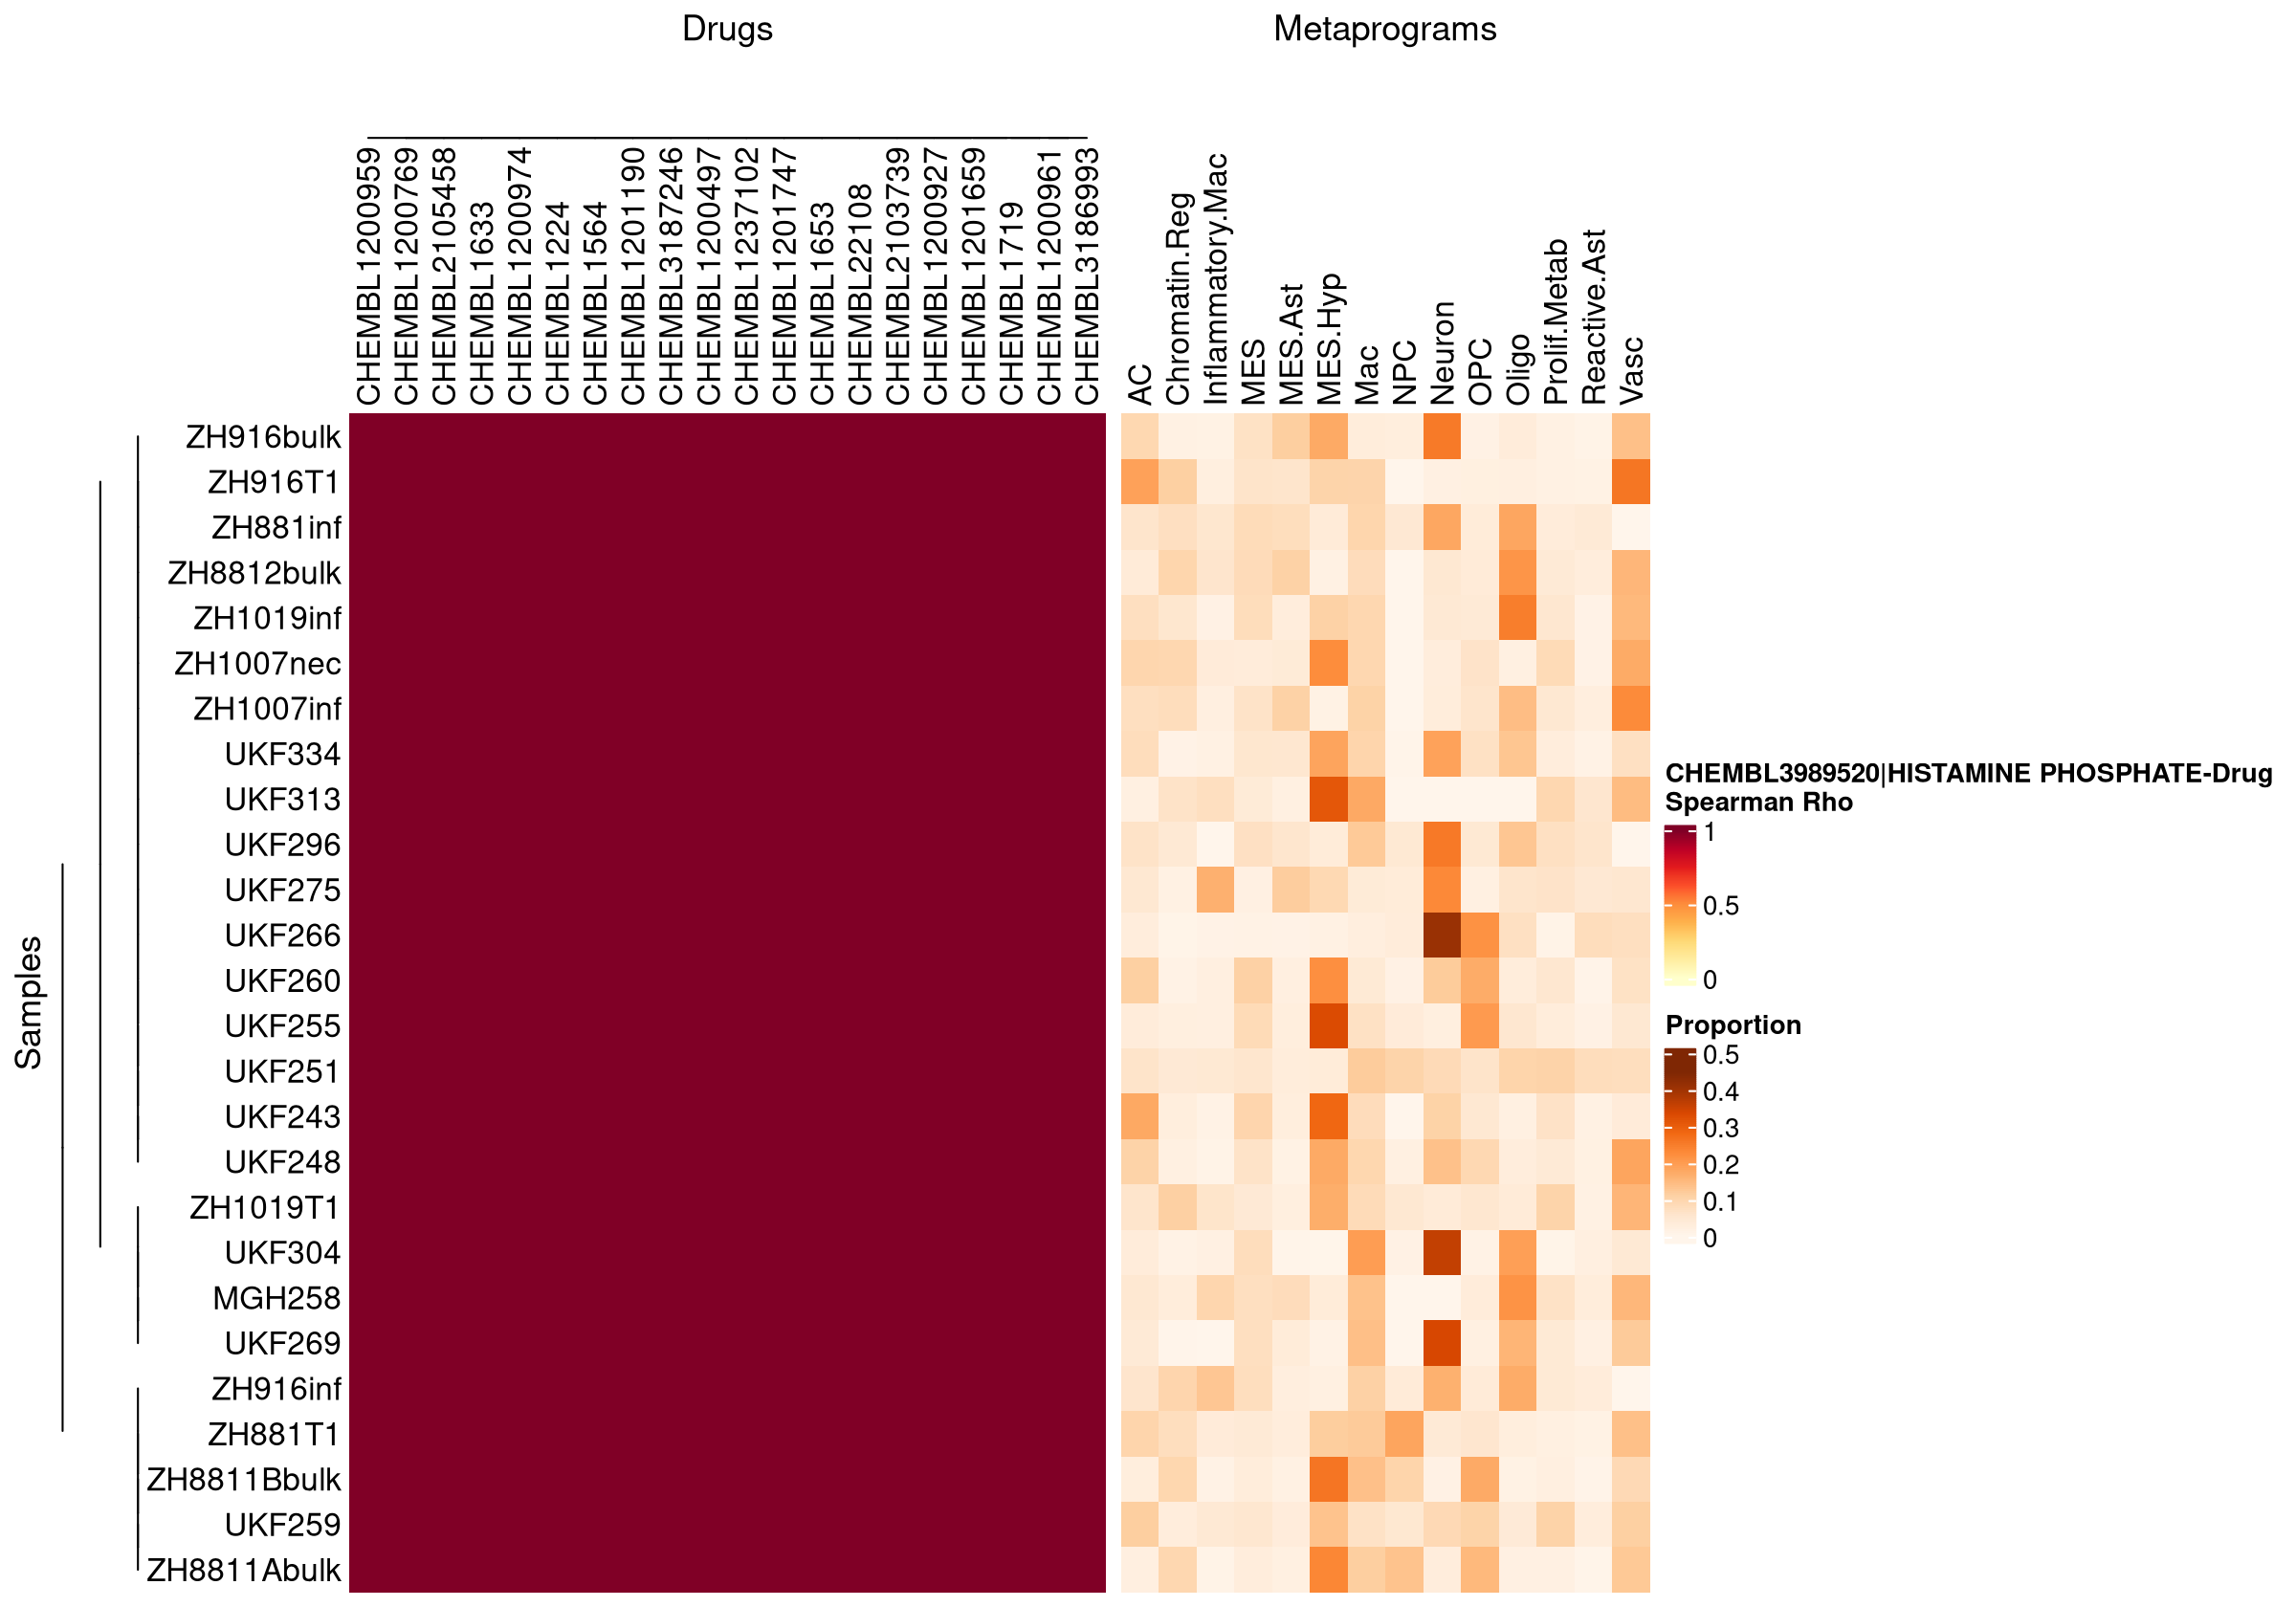 Drugs
Metaprograms
CHEMBL1200959
CHEMBL1200769
CHEMBL2105458
CHEMBL1633
CHEMBL1200974
CHEMBL1224
CHEMBL1564
CHEMBL1201190
CHEMBL3187246
CHEMBL1200497
CHEMBL1237102
CHEMBL1201747
CHEMBL1653
CHEMBL22108
CHEMBL2103739
CHEMBL1200927
CHEMBL1201659
CHEMBL1719
CHEMBL1200961
CHEMBL3186993
AC
Chromatin.Reg
Inflammatory.Mac
MES
MES.Ast
MES.Hyp
Mac
NPC
Neuron
OPC
Oligo
Prolif.Metab
Reactive.Ast
Vasc
Samples
ZH916bulk
ZH916T1
ZH881inf
ZH8812bulk
ZH1019inf
ZH1007nec
ZH1007inf
UKF334
UKF313
UKF296
UKF275
UKF266
UKF260
UKF255
UKF251
UKF243
UKF248
ZH1019T1
UKF304
MGH258
UKF269
ZH916inf
ZH881T1
ZH8811Bbulk
UKF259
ZH8811Abulk
CHEMBL3989520|HISTAMINE PHOSPHATE-Drug
Spearman Rho
1
0.5
0
Proportion
0.5
0.4
0.3
0.2
0.1
0